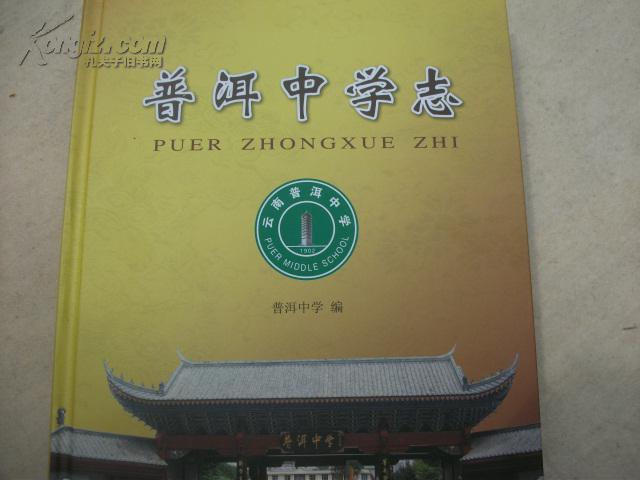 Kongfz.com
孔夫子旧书网
普洱中学志
PUER ZHONGXUE ZHI
云南普洱中学
1902
PUER MIDDLE SCHOOL
普洱中学 编
普洱中学